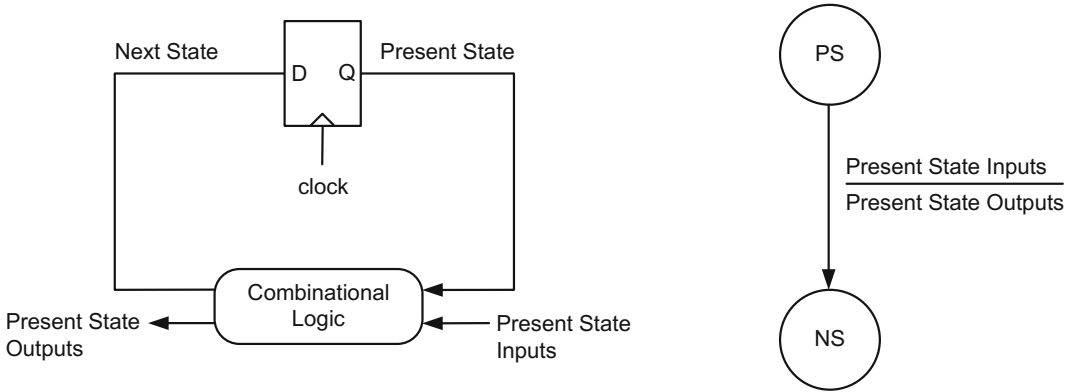 Next State
D
Q
Present State
clock
Combinational
Logic
Present State
Outputs
Present State
Inputs
PS
Present State Inputs
Present State Outputs
NS